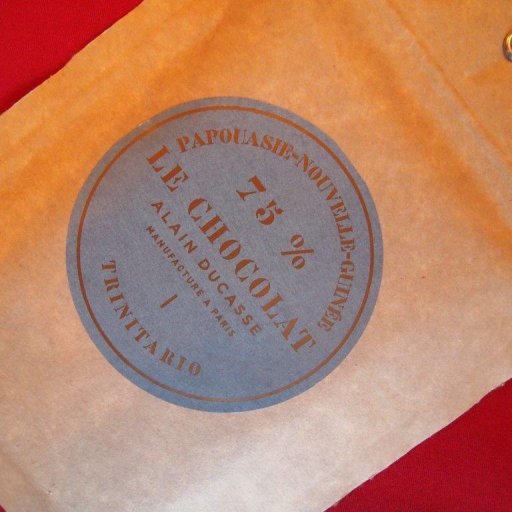 PAPOUASIE-NOUVELLE-GUINÉE
75 %
LE CHOCOLAT
ALAIN DUCASSE
MANUFACTURE A PARIS
TRINITARIO